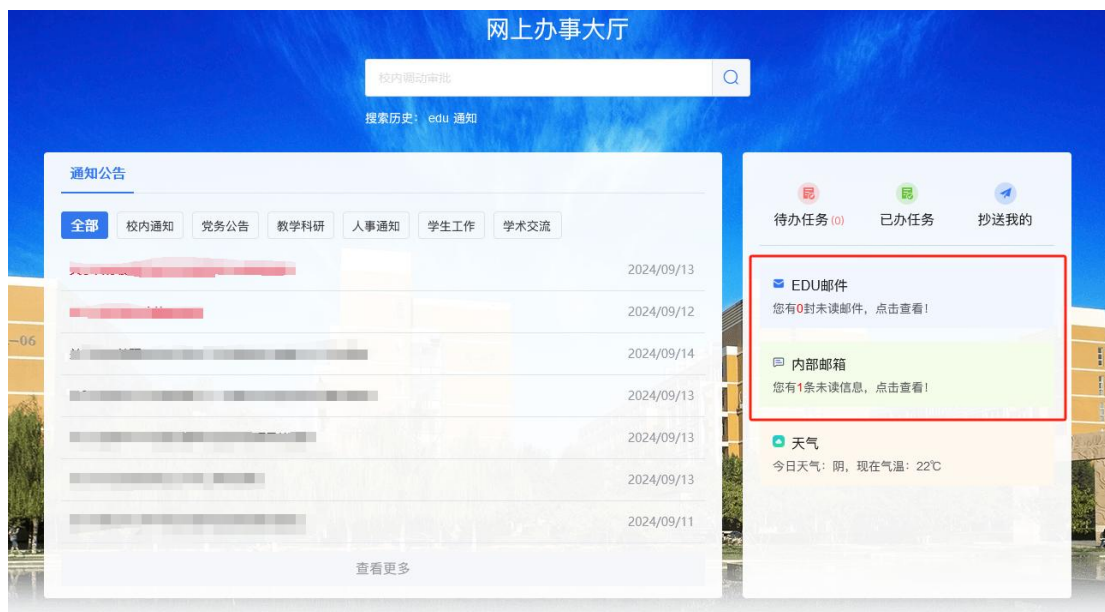 网上办事大厅
校内调动审批
搜索历史： edu 通知
通知公告
全部 校内通知 党务公告 教学科研 人事通知 学生工作 学术交流
2024/09/13
2024/09/12
2024/09/14
2024/09/13
2024/09/13
2024/09/13
2024/09/11
查看更多
待办任务(0) 已办任务 抄送我的
EDU邮件
您有0封未读邮件，点击查看！
内部邮箱
您有1条未读信息，点击查看！
天气
今日天气：阴，现在气温：22℃
-06